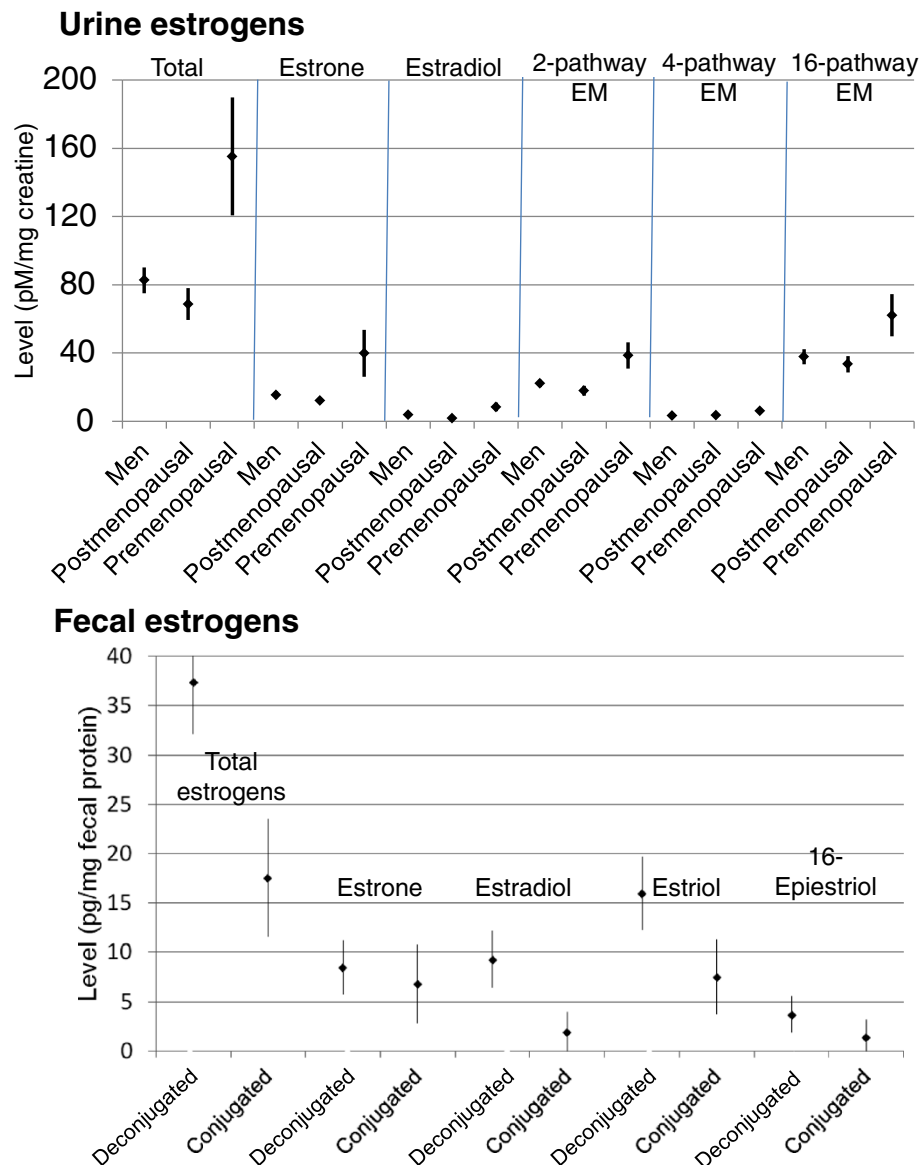 Urine estrogens
Total
Estrone
Estradiol
2-pathway
EM
4-pathway
EM
16-pathway
EM
Level (pM/mg creatine)
200
160
120
80
40
0
Men
Postmenopausal
Premenopausal
Men
Postmenopausal
Premenopausal
Men
Postmenopausal
Premenopausal
Men
Postmenopausal
Premenopausal
Men
Postmenopausal
Premenopausal
Men
Postmenopausal
Premenopausal
Fecal estrogens
Level (pg/mg fecal protein)
40
35
30
25
20
15
10
5
0
Total
estrogens
Estrone
Estradiol
Estriol
16-
Epiestriol
Deconjugated
Conjugated
Deconjugated
Conjugated
Deconjugated
Conjugated
Deconjugated
Conjugated
Deconjugated
Conjugated